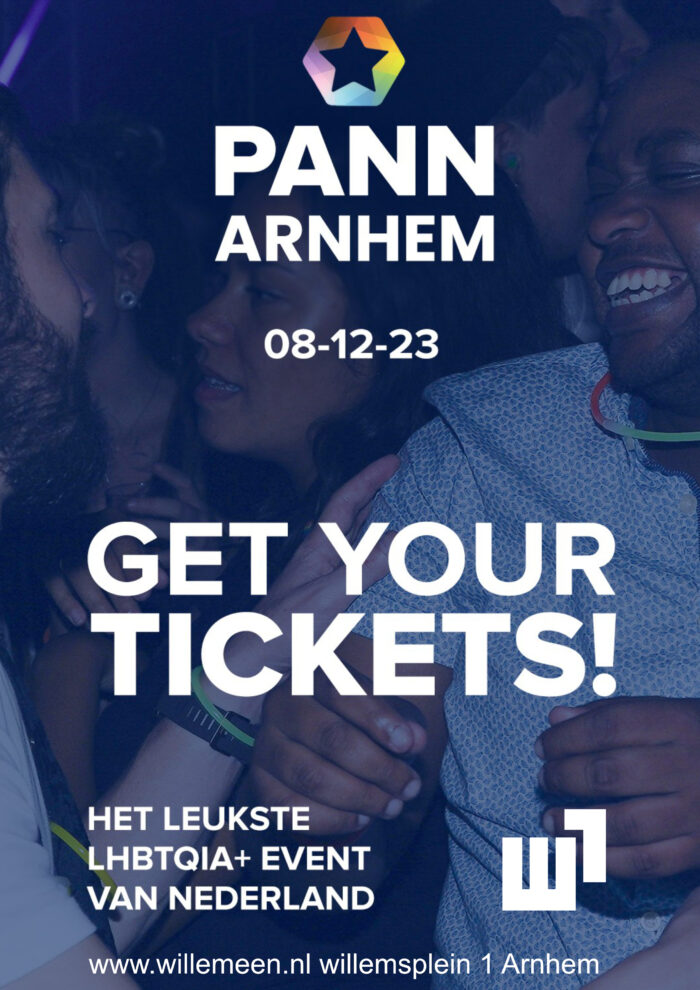 PANN
ARNHEM
08-12-23
GET YOUR
TICKETS!
HET LEUKSTE
LHBTQIA+ EVENT
VAN NEDERLAND
W1
www.willemeen.nl willemsplein 1 Arnhem